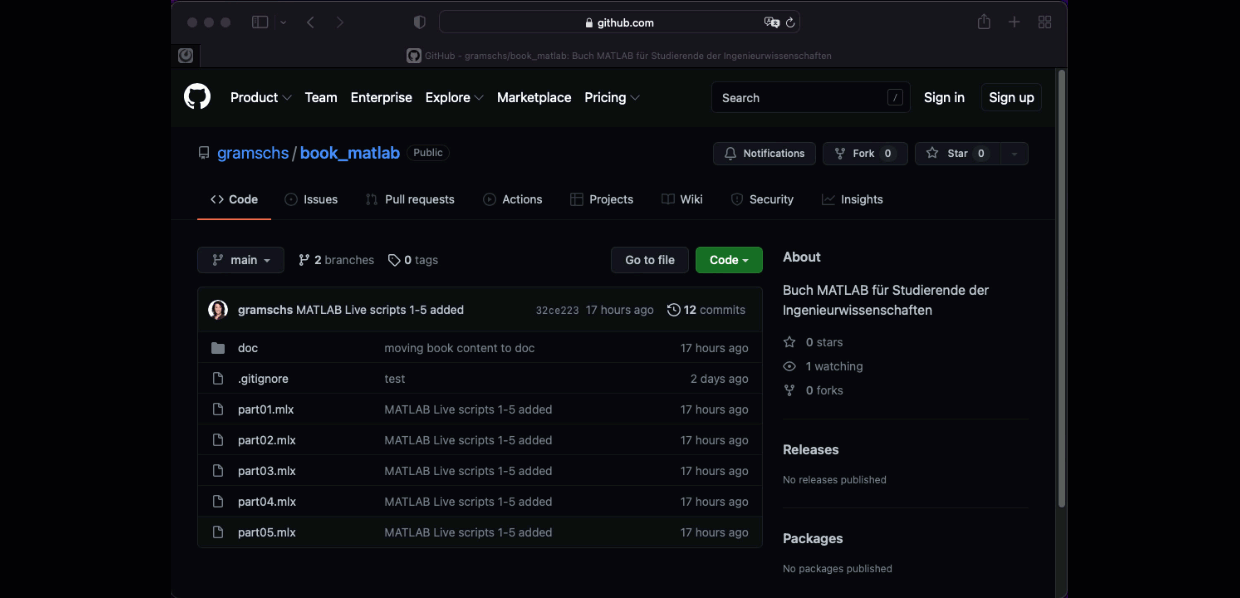 github.com
GitHub - gramschs/book_matlab: Buch MATLAB für Studierende der Ingenieurwissenschaften
Product Team Enterprise Explore Marketplace Pricing Search / Sign in Sign up
gramschs / book_matlab Public Notifications Fork 0 Star 0
Code Issues Pull requests Actions Projects Wiki Security Insights
main 2 branches 0 tags Go to file Code
gramschs MATLAB Live scripts 1-5 added 32ce223 17 hours ago 12 commits
doc moving book content to doc 17 hours ago
.gitignore test 2 days ago
part01.mlx MATLAB Live scripts 1-5 added 17 hours ago
part02.mlx MATLAB Live scripts 1-5 added 17 hours ago
part03.mlx MATLAB Live scripts 1-5 added 17 hours ago
part04.mlx MATLAB Live scripts 1-5 added 17 hours ago
part05.mlx MATLAB Live scripts 1-5 added 17 hours ago
About
Buch MATLAB für Studierende der
Ingenieurwissenschaften
0 stars
1 watching
0 forks
Releases
No releases published
Packages
No packages published